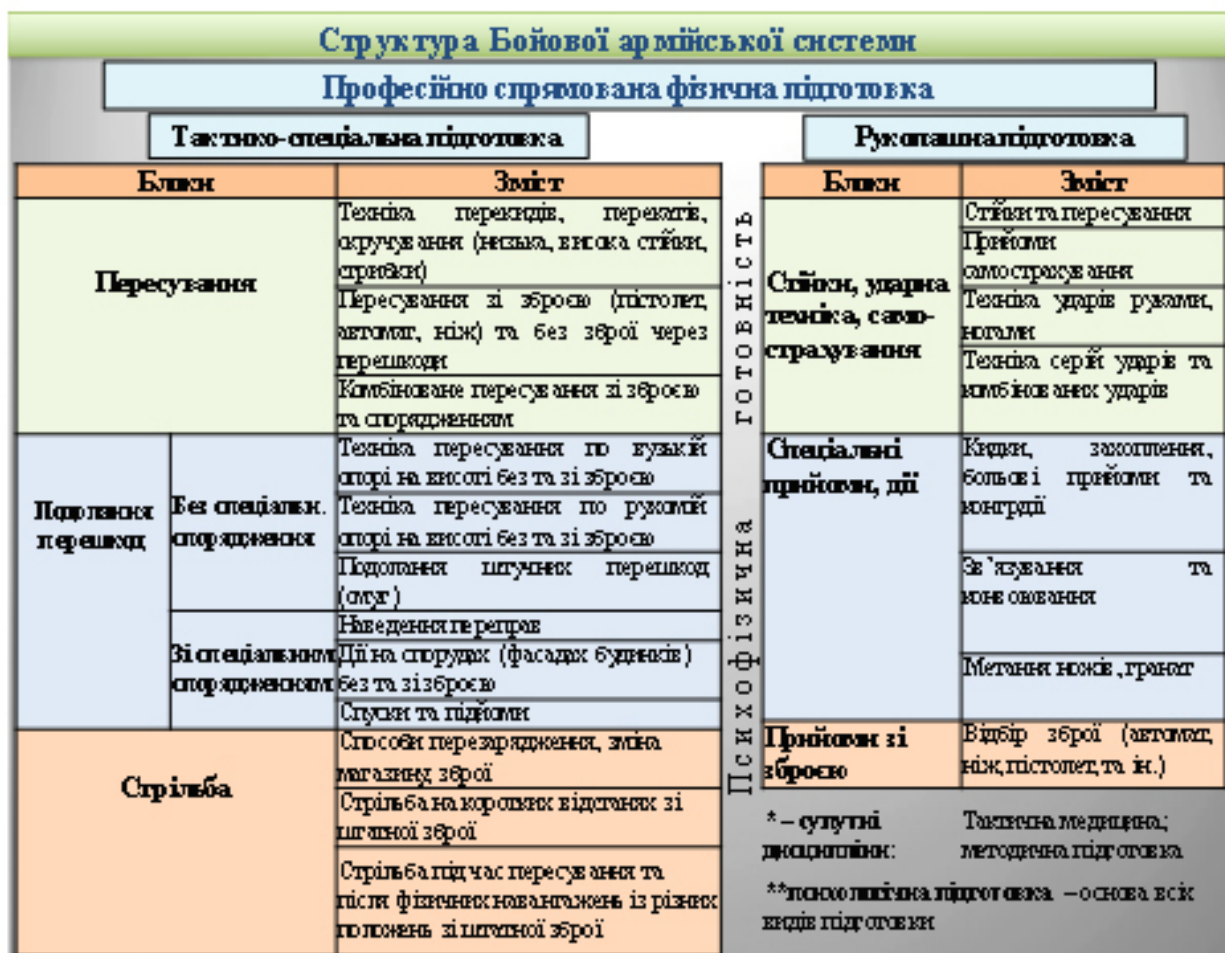 Структура Бойової армійської системи
Професійно спрямована фізична підготовка
Тактико-спеціальна підготовка
Блоки
Зміст
Пересування
Техніка перекидів, перекатів,
скручування (низька, висока стійки,
стрибки)
Пересування зі зброєю (пістолет,
автомат, ніж) та без зброї через
перешкоди
Комбіноване пересування зі зброєю
та спорядженням
Подолання
перешкод
Без спеціальн.
спорядження
Техніка пересування по вузькій
опорі на висоті без та зі зброєю
Техніка пересування по рухомій
опорі на висоті без та зі зброєю
Подолання штучних перешкод
(смуг)
Зі спеціальним
спорядженням
Наведення переправ
Дії на спорудах (фасадах будинків)
без та зі зброєю
Спуски та підйоми
Стрільба
Способи перезарядження, зміна
магазину, зброї
Стрільба на коротких відстанях зі
штатної зброї
Стрільба під час пересування та
після фізичних навантажень із різних
положень зі штатної зброї
Психофізична готовність
Рукопашна підготовка
Блоки
Зміст
Стійки, ударна
техніка, само-
страхування
Стійки та пересування
Прийоми
самострахування
Техніка ударів руками,
ногами
Техніка серій ударів та
комбінованих ударів
Спеціальні
прийоми, дії
Кидки, захоплення,
больові прийоми та
контрдії
Зв'язування та
конвоювання
Метання ножів, гранат
Прийоми зі
зброєю
Відбір зброї (автомат,
ніж, пістолет, та ін.)
* – супутні
дисципліни:
Тактична медицина;
методична підготовка
**психологічна підготовка – основа всіх
видів підготовки